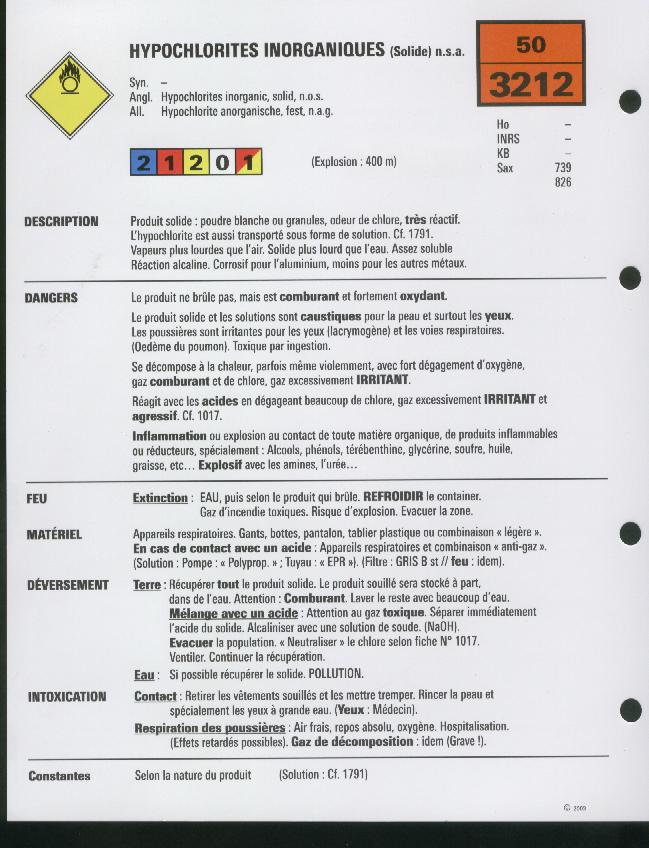 HYPOCHLORITES INORGANIQUES (Solide) n.s.a.
50
3212
Syn. –
Angl. Hypochlorites inorganic, solid, n.o.s.
All. Hypochlorite anorganische, fest, n.a.g.
Ho –
INRS –
KB –
Sax 739
826
2 1 2 0 1
(Explosion : 400 m)
DESCRIPTION
Produit solide : poudre blanche ou granules, odeur de chlore, très réactif.
L'hypochlorite est aussi transporté sous forme de solution. Cf. 1791.
Vapeurs plus lourdes que l'air. Solide plus lourd que l'eau. Assez soluble
Réaction alcaline. Corrosif pour l'aluminium, moins pour les autres métaux.
DANGERS
Le produit ne brûle pas, mais est comburant et fortement oxydant.
Le produit solide et les solutions sont caustiques pour la peau et surtout les yeux.
Les poussières sont irritantes pour les yeux (lacrymogène) et les voies respiratoires.
(Oedème du poumon). Toxique par ingestion.
Se décompose à la chaleur, parfois même violemment, avec fort dégagement d'oxygène,
gaz comburant et de chlore, gaz excessivement IRRITANT.
Réagit avec les acides en dégageant beaucoup de chlore, gaz excessivement IRRITANT et
agressif. Cf. 1017.
Inflammation ou explosion au contact de toute matière organique, de produits inflammables
ou réducteurs, spécialement : Alcools, phénols, térébenthine, glycérine, soufre, huile,
graisse, etc... Explosif avec les amines, l'urée...
FEU
Extinction : EAU, puis selon le produit qui brûle. REFROIDIR le container.
Gaz d'incendie toxiques. Risque d'explosion. Evacuer la zone.
MATÉRIEL
Appareils respiratoires. Gants, bottes, pantalon, tablier plastique ou combinaison « légère ».
En cas de contact avec un acide : Appareils respiratoires et combinaison « anti-gaz ».
(Solution : Pompe : « Polyprop. » ; Tuyau : « EPR »). (Filtre : GRIS B st // feu : idem).
DÉVERSEMENT
Terre : Récupérer tout le produit solide. Le produit souillé sera stocké à part,
dans de l'eau. Attention : Comburant. Laver le reste avec beaucoup d'eau.
Mélange avec un acide : Attention au gaz toxique. Séparer immédiatement
l'acide du solide. Alcaliniser avec une solution de soude. (NaOH).
Evacuer la population. « Neutraliser » le chlore selon fiche N° 1017.
Ventiler. Continuer la récupération.
Eau : Si possible récupérer le solide. POLLUTION.
INTOXICATION
Contact : Retirer les vêtements souillés et les mettre tremper. Rincer la peau et
spécialement les yeux à grande eau. (Yeux : Médecin).
Respiration des poussières : Air frais, repos absolu, oxygène. Hospitalisation.
(Effets retardés possibles). Gaz de décomposition : idem (Grave !).
Constantes
Selon la nature du produit (Solution : Cf. 1791)